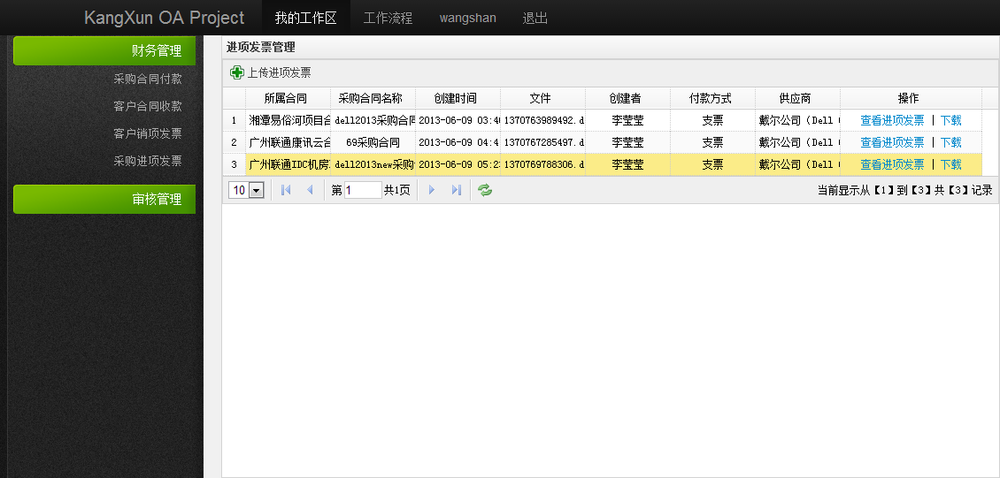 KangXun OA Project 我的工作区 工作流程 wangshan 退出
财务管理
采购合同付款
客户合同收款
客户销项发票
采购进项发票
审核管理
进项发票管理
上传进项发票
所属合同 采购合同名称 创建时间 文件 创建者 付款方式 供应商 操作
1 湘潭易俗河项目合 dell2013采购合同 2013-06-09 03:4 1370763989492.d 李莹莹 支票 戴尔公司（Dell 查看进项发票 | 下载
2 广州联通康讯云合 69采购合同 2013-06-09 04:4 1370767285497.d 李莹莹 支票 戴尔公司（Dell 查看进项发票 | 下载
3 广州联通IDC机房 dell2013new采购 2013-06-09 05:2 1370769788306.d 李莹莹 支票 戴尔公司（Dell 查看进项发票 | 下载
10 第 1 共1页 当前显示从【1】到【3】共【3】记录